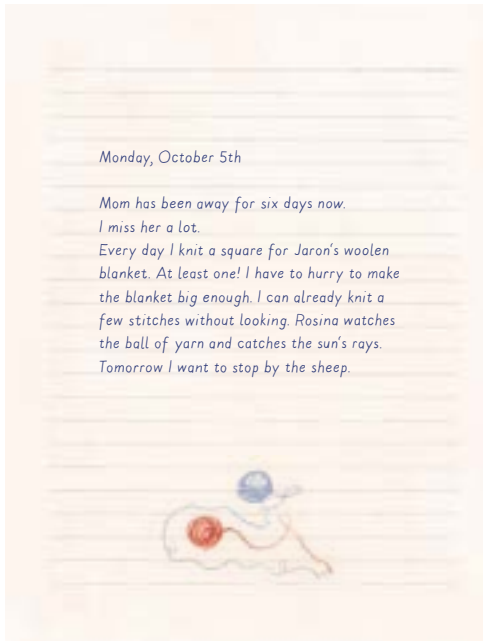 Monday, October 5th
Mom has been away for six days now.
I miss her a lot.
Every day I knit a square for Jaron's woolen
blanket. At least one! I have to hurry to make
the blanket big enough. I can already knit a
few stitches without looking. Rosina watches
the ball of yarn and catches the sun's rays.
Tomorrow I want to stop by the sheep.